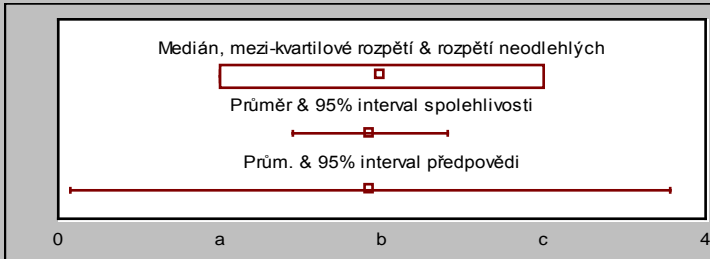 Medián, mezi-kvartilové rozpětí & rozpětí neodlehlých
Průměr & 95% interval spolehlivosti
Prům. & 95% interval předpovědi
0 a b c 4